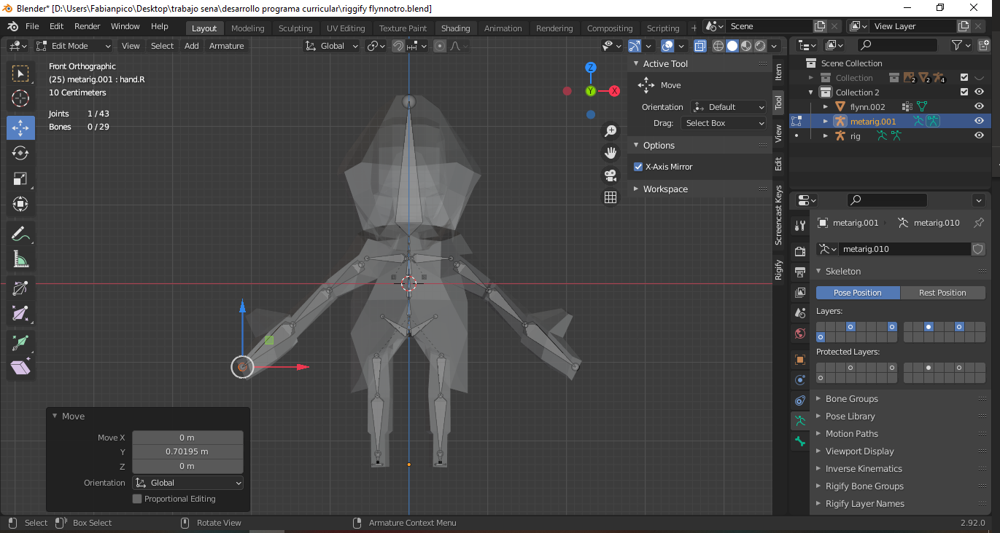 Blender* [D:\Users\Fabianpico\Desktop\trabajo sena\desarrollo programa curricular\riggify flynnotro.blend]
File Edit Render Window Help Layout Modeling Sculpting UV Editing Texture Paint Shading Animation Rendering Compositing Scripting + Scene View Layer
Edit Mode View Select Add Armature Global
Front Orthographic
(25) metarig.001 : hand.R
10 Centimeters
Joints 1 / 43
Bones 0 / 29
Z
Y
X
Active Tool
Move
Orientation Default
Drag: Select Box
Options
X-Axis Mirror
Workspace
Item
Tool
View
Edit
Screencast Keys
Rigify
Scene Collection
Collection 2 2 4
Collection 2
flynn.002
metarig.001
rig
metarig.001 metarig.010
metarig.010
Skeleton
Pose Position Rest Position
Layers:
Protected Layers:
Bone Groups
Pose Library
Motion Paths
Viewport Display
Inverse Kinematics
Rigify Bone Groups
Rigify Layer Names
Move
Move X 0 m
Y 0.70195 m
Z 0 m
Orientation Global
Proportional Editing
Select Box Select Rotate View Armature Context Menu 2.92.0